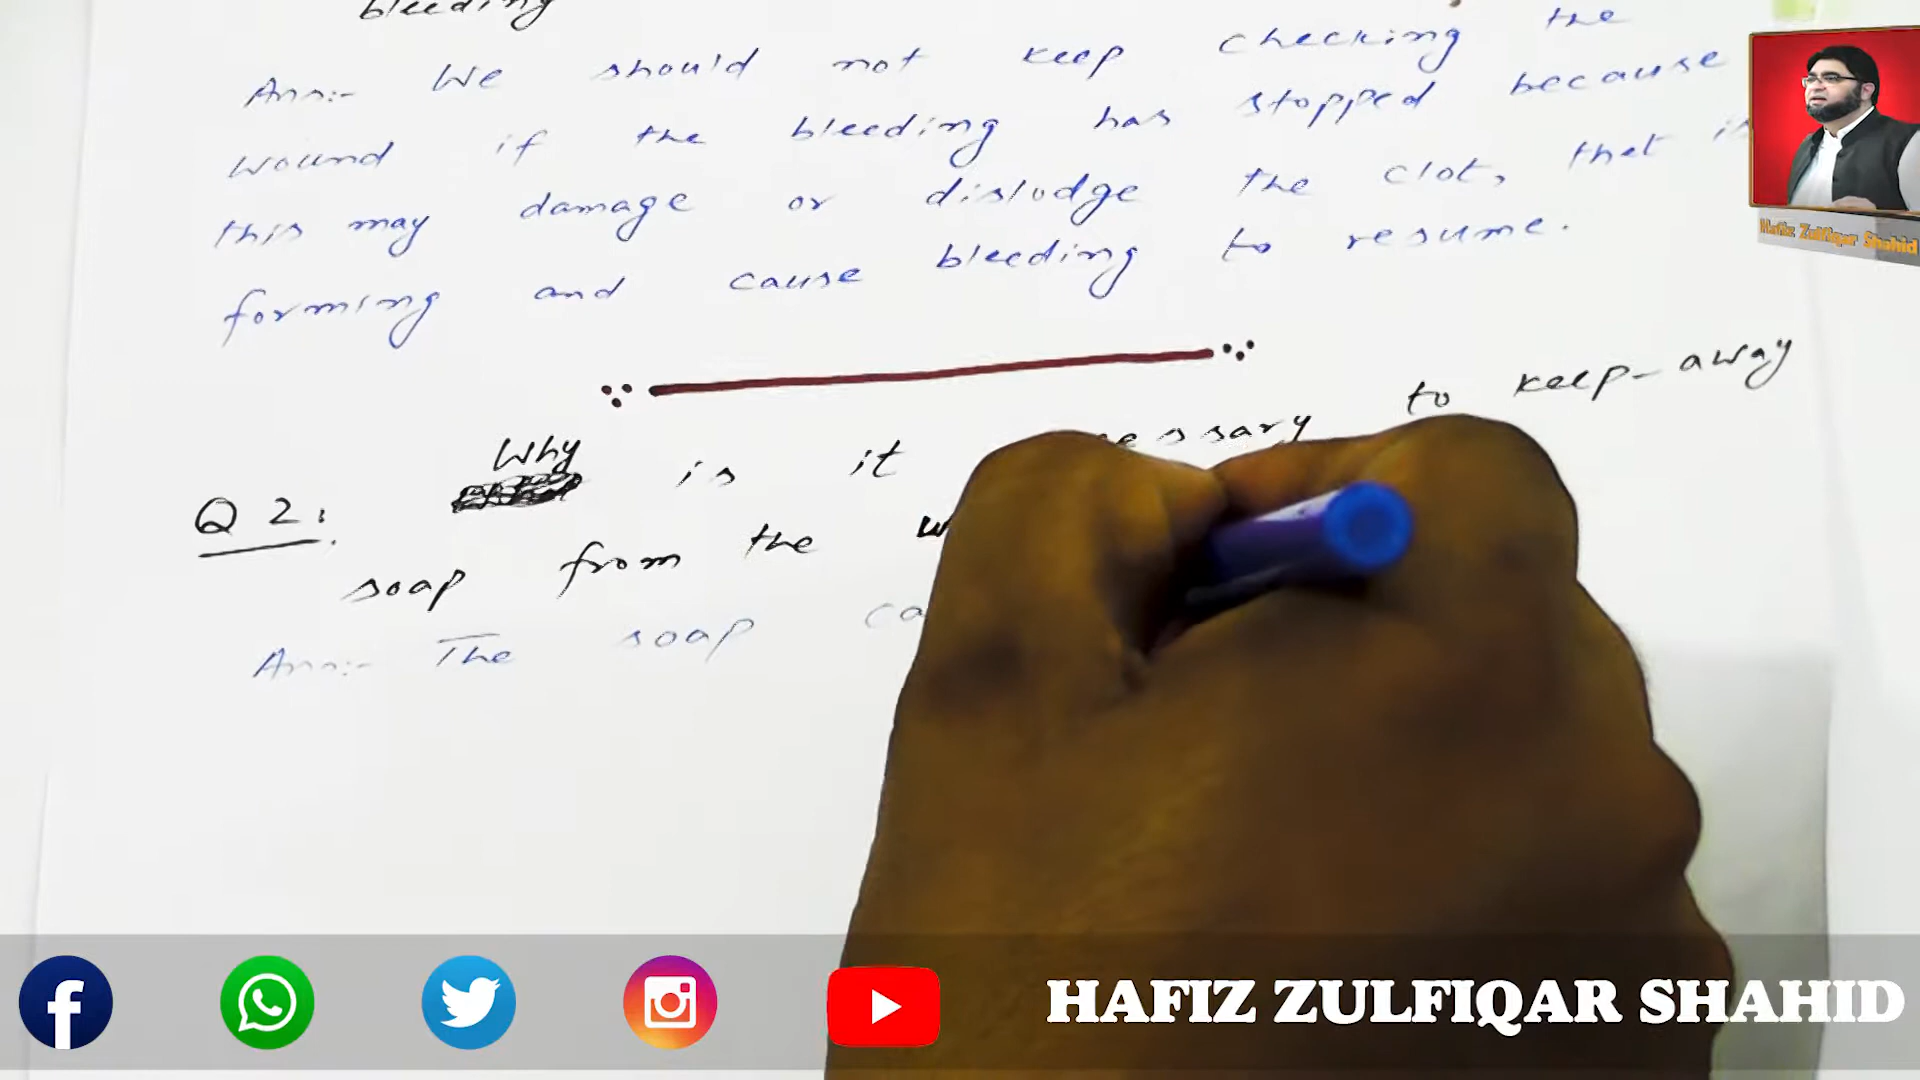 bleeding
Ans:- We should not keep checking the
wound if the bleeding has stopped because
this may damage or dislodge the clot, that is
forming and cause bleeding to resume.
Why
Q 2: is it to keep-away
soap from the
Ans:- The soap
Hafiz Zulfiqar Shahid
HAFIZ ZULFIQAR SHAHID